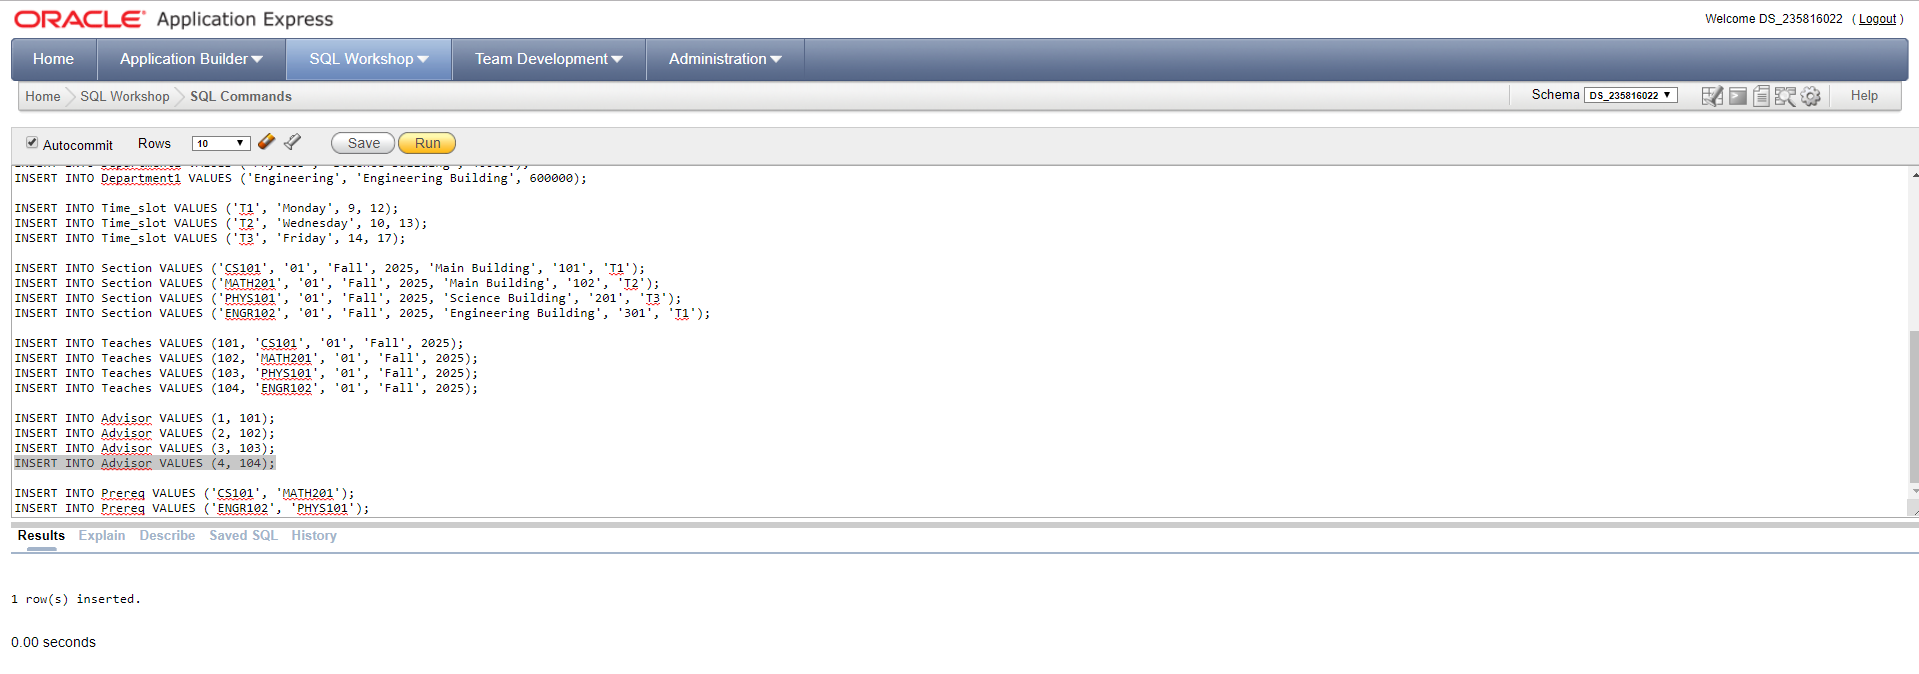 ORACLE Application Express
Welcome DS_235816022 ( Logout )
Home Application Builder SQL Workshop Team Development Administration
Home SQL Workshop SQL Commands Schema DS_235816022 Help
Autocommit Rows 10 Save Run
INSERT INTO Department1 VALUES ('Engineering', 'Engineering Building', 600000);
INSERT INTO Time_slot VALUES ('T1', 'Monday', 9, 12);
INSERT INTO Time_slot VALUES ('T2', 'Wednesday', 10, 13);
INSERT INTO Time_slot VALUES ('T3', 'Friday', 14, 17);
INSERT INTO Section VALUES ('CS101', '01', 'Fall', 2025, 'Main Building', '101', 'T1');
INSERT INTO Section VALUES ('MATH201', '01', 'Fall', 2025, 'Main Building', '102', 'T2');
INSERT INTO Section VALUES ('PHYS101', '01', 'Fall', 2025, 'Science Building', '201', 'T3');
INSERT INTO Section VALUES ('ENGR102', '01', 'Fall', 2025, 'Engineering Building', '301', 'T1');
INSERT INTO Teaches VALUES (101, 'CS101', '01', 'Fall', 2025);
INSERT INTO Teaches VALUES (102, 'MATH201', '01', 'Fall', 2025);
INSERT INTO Teaches VALUES (103, 'PHYS101', '01', 'Fall', 2025);
INSERT INTO Teaches VALUES (104, 'ENGR102', '01', 'Fall', 2025);
INSERT INTO Advisor VALUES (1, 101);
INSERT INTO Advisor VALUES (2, 102);
INSERT INTO Advisor VALUES (3, 103);
INSERT INTO Advisor VALUES (4, 104);
INSERT INTO Prereq VALUES ('CS101', 'MATH201');
INSERT INTO Prereq VALUES ('ENGR102', 'PHYS101');
Results Explain Describe Saved SQL History
1 row(s) inserted.
0.00 seconds